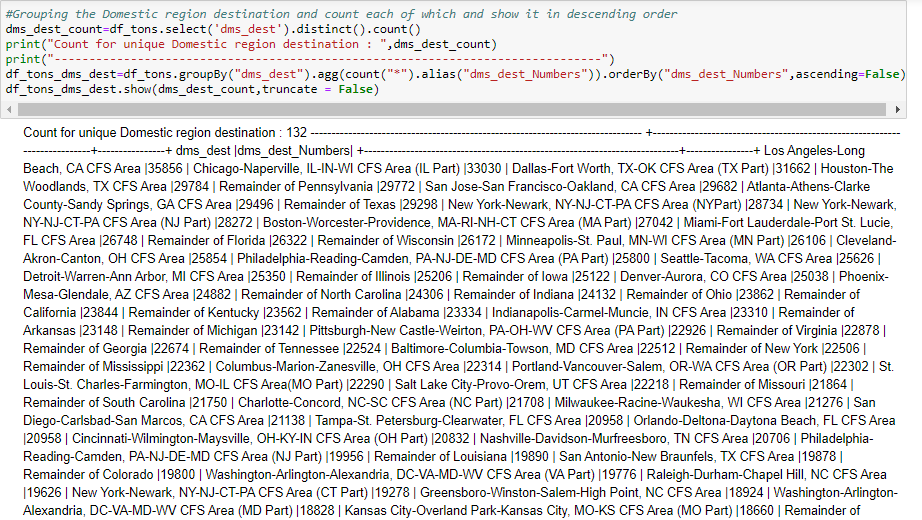 #Grouping the Domestic region destination and count each of which and show it in descending order
dms_dest_count=df_tons.select('dms_dest').distinct().count()
print("Count for unique Domestic region destination : ",dms_dest_count)
print("------------------------------------------------------------------------------")
df_tons_dms_dest=df_tons.groupBy("dms_dest").agg(count("*").alias("dms_dest_Numbers")).orderBy("dms_dest_Numbers",ascending=False)
df_tons_dms_dest.show(dms_dest_count,truncate = False)
Count for unique Domestic region destination : 132 ------------------------------------------------------------------------------ +----------------------------------------------------------
----------------+----------------+ dms_dest |dms_dest_Numbers| +--------------------------------------------------------------------------+----------------+ Los Angeles-Long
Beach, CA CFS Area |35856 | Chicago-Naperville, IL-IN-WI CFS Area (IL Part) |33030 | Dallas-Fort Worth, TX-OK CFS Area (TX Part) |31662 | Houston-The
Woodlands, TX CFS Area |29784 | Remainder of Pennsylvania |29772 | San Jose-San Francisco-Oakland, CA CFS Area |29682 | Atlanta-Athens-Clarke
County-Sandy Springs, GA CFS Area |29496 | Remainder of Texas |29298 | New York-Newark, NY-NJ-CT-PA CFS Area (NYPart) |28734 | New York-Newark,
NY-NJ-CT-PA CFS Area (NJ Part) |28272 | Boston-Worcester-Providence, MA-RI-NH-CT CFS Area (MA Part) |27042 | Miami-Fort Lauderdale-Port St. Lucie,
FL CFS Area |26748 | Remainder of Florida |26322 | Remainder of Wisconsin |26172 | Minneapolis-St. Paul, MN-WI CFS Area (MN Part) |26106 | Cleveland-
Akron-Canton, OH CFS Area |25854 | Philadelphia-Reading-Camden, PA-NJ-DE-MD CFS Area (PA Part) |25800 | Seattle-Tacoma, WA CFS Area |25626 |
Detroit-Warren-Ann Arbor, MI CFS Area |25350 | Remainder of Illinois |25206 | Remainder of Iowa |25122 | Denver-Aurora, CO CFS Area |25038 | Phoenix-
Mesa-Glendale, AZ CFS Area |24882 | Remainder of North Carolina |24306 | Remainder of Indiana |24132 | Remainder of Ohio |23862 | Remainder of
California |23844 | Remainder of Kentucky |23562 | Remainder of Alabama |23334 | Indianapolis-Carmel-Muncie, IN CFS Area |23310 | Remainder of
Arkansas |23148 | Remainder of Michigan |23142 | Pittsburgh-New Castle-Weirton, PA-OH-WV CFS Area (PA Part) |22926 | Remainder of Virginia |22878 |
Remainder of Georgia |22674 | Remainder of Tennessee |22524 | Baltimore-Columbia-Towson, MD CFS Area |22512 | Remainder of New York |22506 |
Remainder of Mississippi |22362 | Columbus-Marion-Zanesville, OH CFS Area |22314 | Portland-Vancouver-Salem, OR-WA CFS Area (OR Part) |22302 | St.
Louis-St. Charles-Farmington, MO-IL CFS Area(MO Part) |22290 | Salt Lake City-Provo-Orem, UT CFS Area |22218 | Remainder of Missouri |21864 |
Remainder of South Carolina |21750 | Charlotte-Concord, NC-SC CFS Area (NC Part) |21708 | Milwaukee-Racine-Waukesha, WI CFS Area |21276 | San
Diego-Carlsbad-San Marcos, CA CFS Area |21138 | Tampa-St. Petersburg-Clearwater, FL CFS Area |20958 | Orlando-Deltona-Daytona Beach, FL CFS Area
|20958 | Cincinnati-Wilmington-Maysville, OH-KY-IN CFS Area (OH Part) |20832 | Nashville-Davidson-Murfreesboro, TN CFS Area |20706 | Philadelphia-
Reading-Camden, PA-NJ-DE-MD CFS Area (NJ Part) |19956 | Remainder of Louisiana |19890 | San Antonio-New Braunfels, TX CFS Area |19878 |
Remainder of Colorado |19800 | Washington-Arlington-Alexandria, DC-VA-MD-WV CFS Area (VA Part) |19776 | Raleigh-Durham-Chapel Hill, NC CFS Area
|19626 | New York-Newark, NY-NJ-CT-PA CFS Area (CT Part) |19278 | Greensboro-Winston-Salem-High Point, NC CFS Area |18924 | Washington-Arlington-
Alexandria, DC-VA-MD-WV CFS Area (MD Part) |18828 | Kansas City-Overland Park-Kansas City, MO-KS CFS Area (MO Part) |18660 | Remainder of